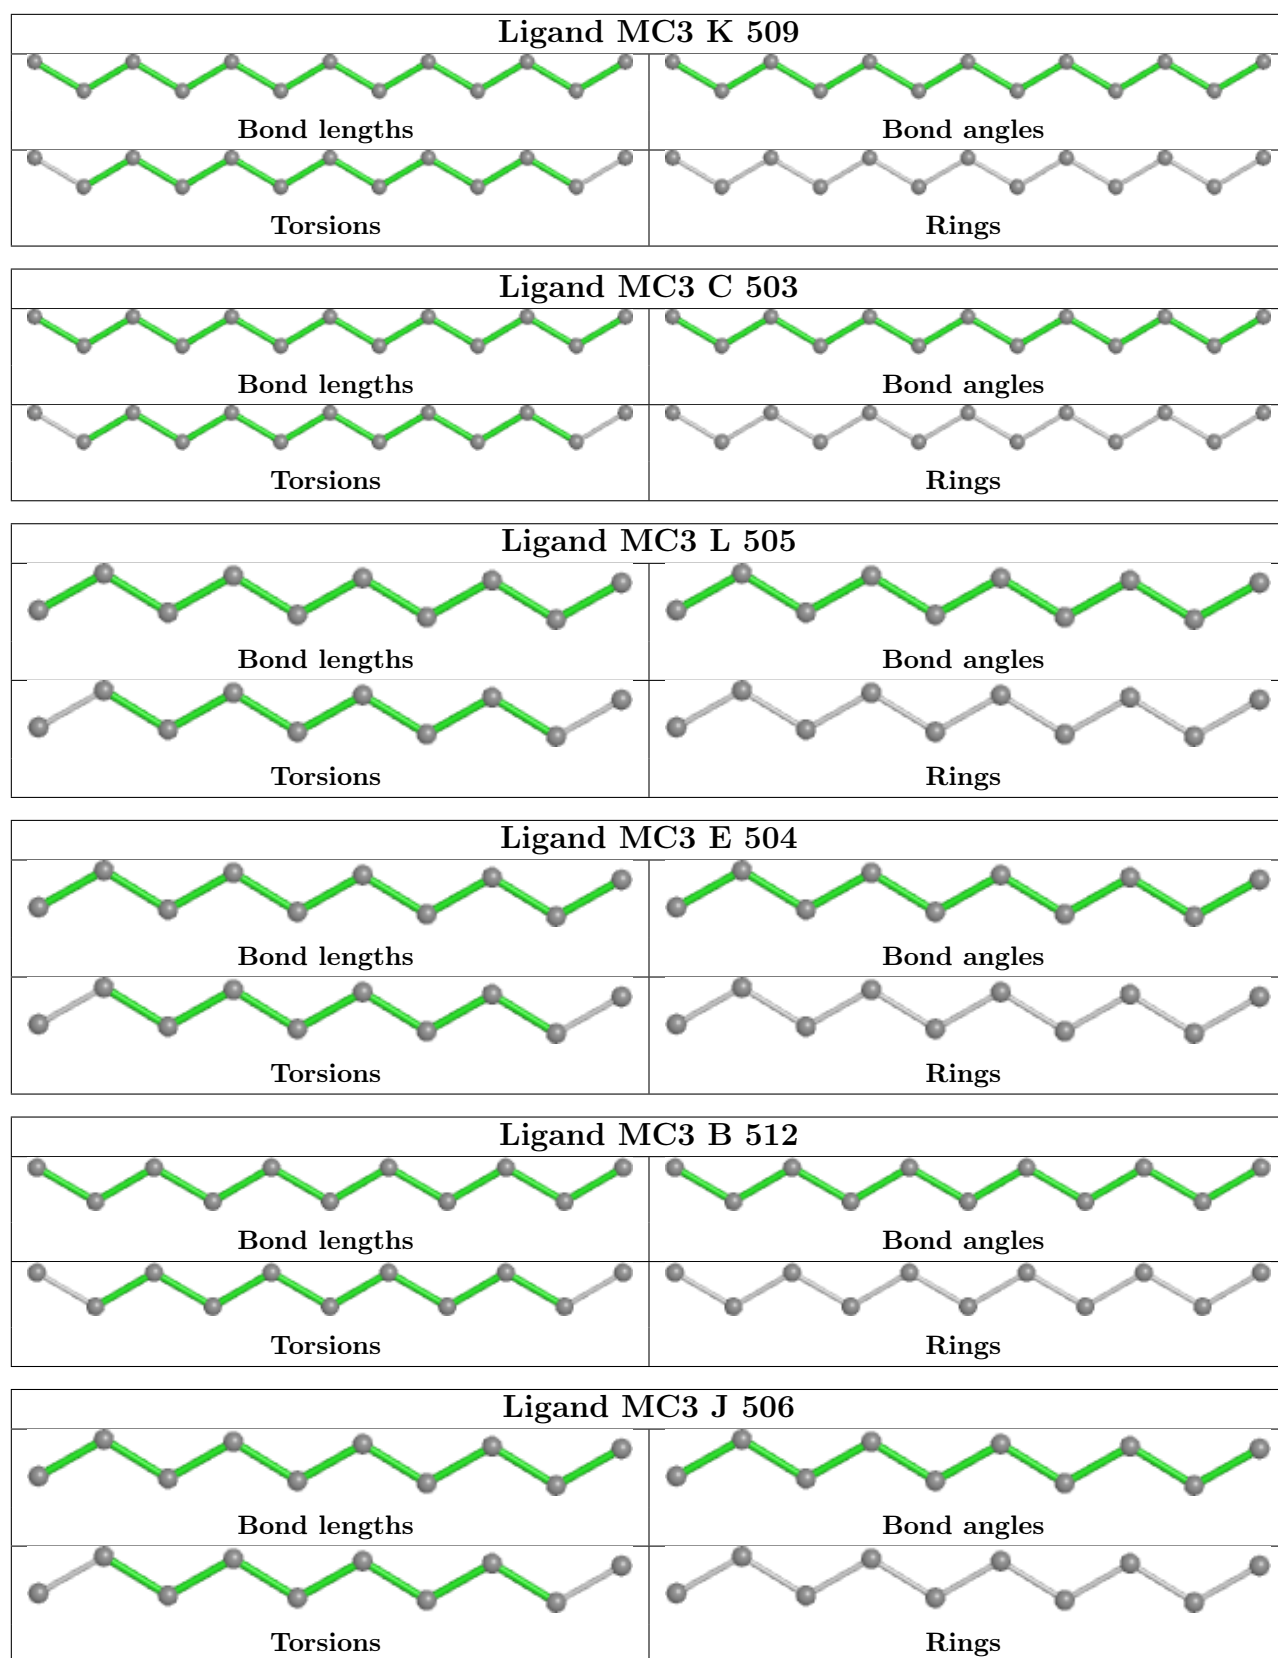 Ligand MC3 K 509
Bond lengths
Bond angles
Torsions
Rings
Ligand MC3 C 503
Bond lengths
Bond angles
Torsions
Rings
Ligand MC3 L 505
Bond lengths
Bond angles
Torsions
Rings
Ligand MC3 E 504
Bond lengths
Bond angles
Torsions
Rings
Ligand MC3 B 512
Bond lengths
Bond angles
Torsions
Rings
Ligand MC3 J 506
Bond lengths
Bond angles
Torsions
Rings